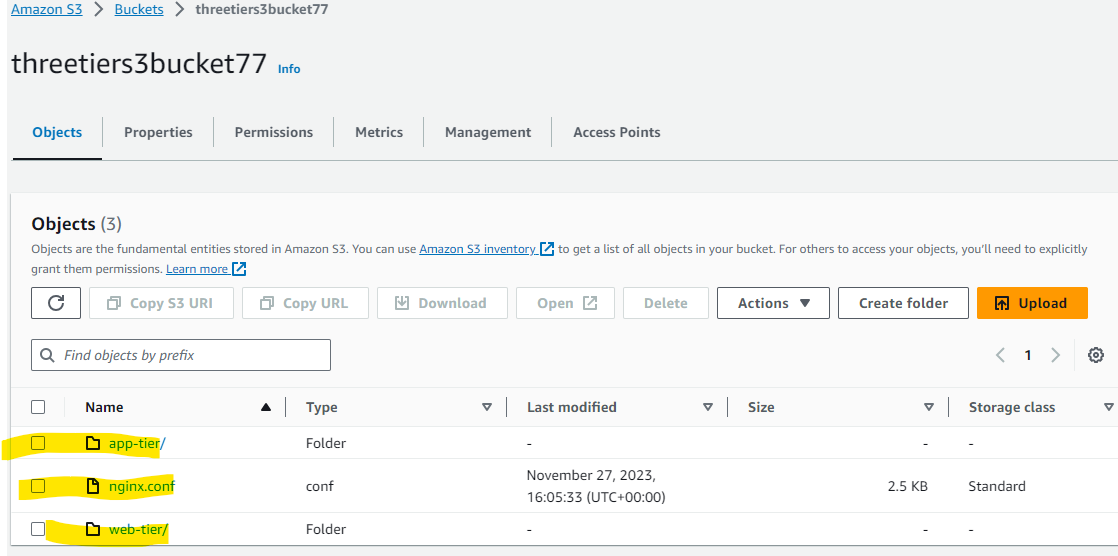 Amazon S3 > Buckets > threetiers3bucket77
threetiers3bucket77 Info
Objects Properties Permissions Metrics Management Access Points
Objects (3)
Objects are the fundamental entities stored in Amazon S3. You can use Amazon S3 inventory to get a list of all objects in your bucket. For others to access your objects, you'll need to explicitly
grant them permissions. Learn more
Copy S3 URI Copy URL Download Open Delete Actions Create folder Upload
Find objects by prefix 1
Name Type Last modified Size Storage class
app-tier/ Folder - - -
nginx.conf conf November 27, 2023, 16:05:33 (UTC+00:00) 2.5 KB Standard
web-tier/ Folder - - -